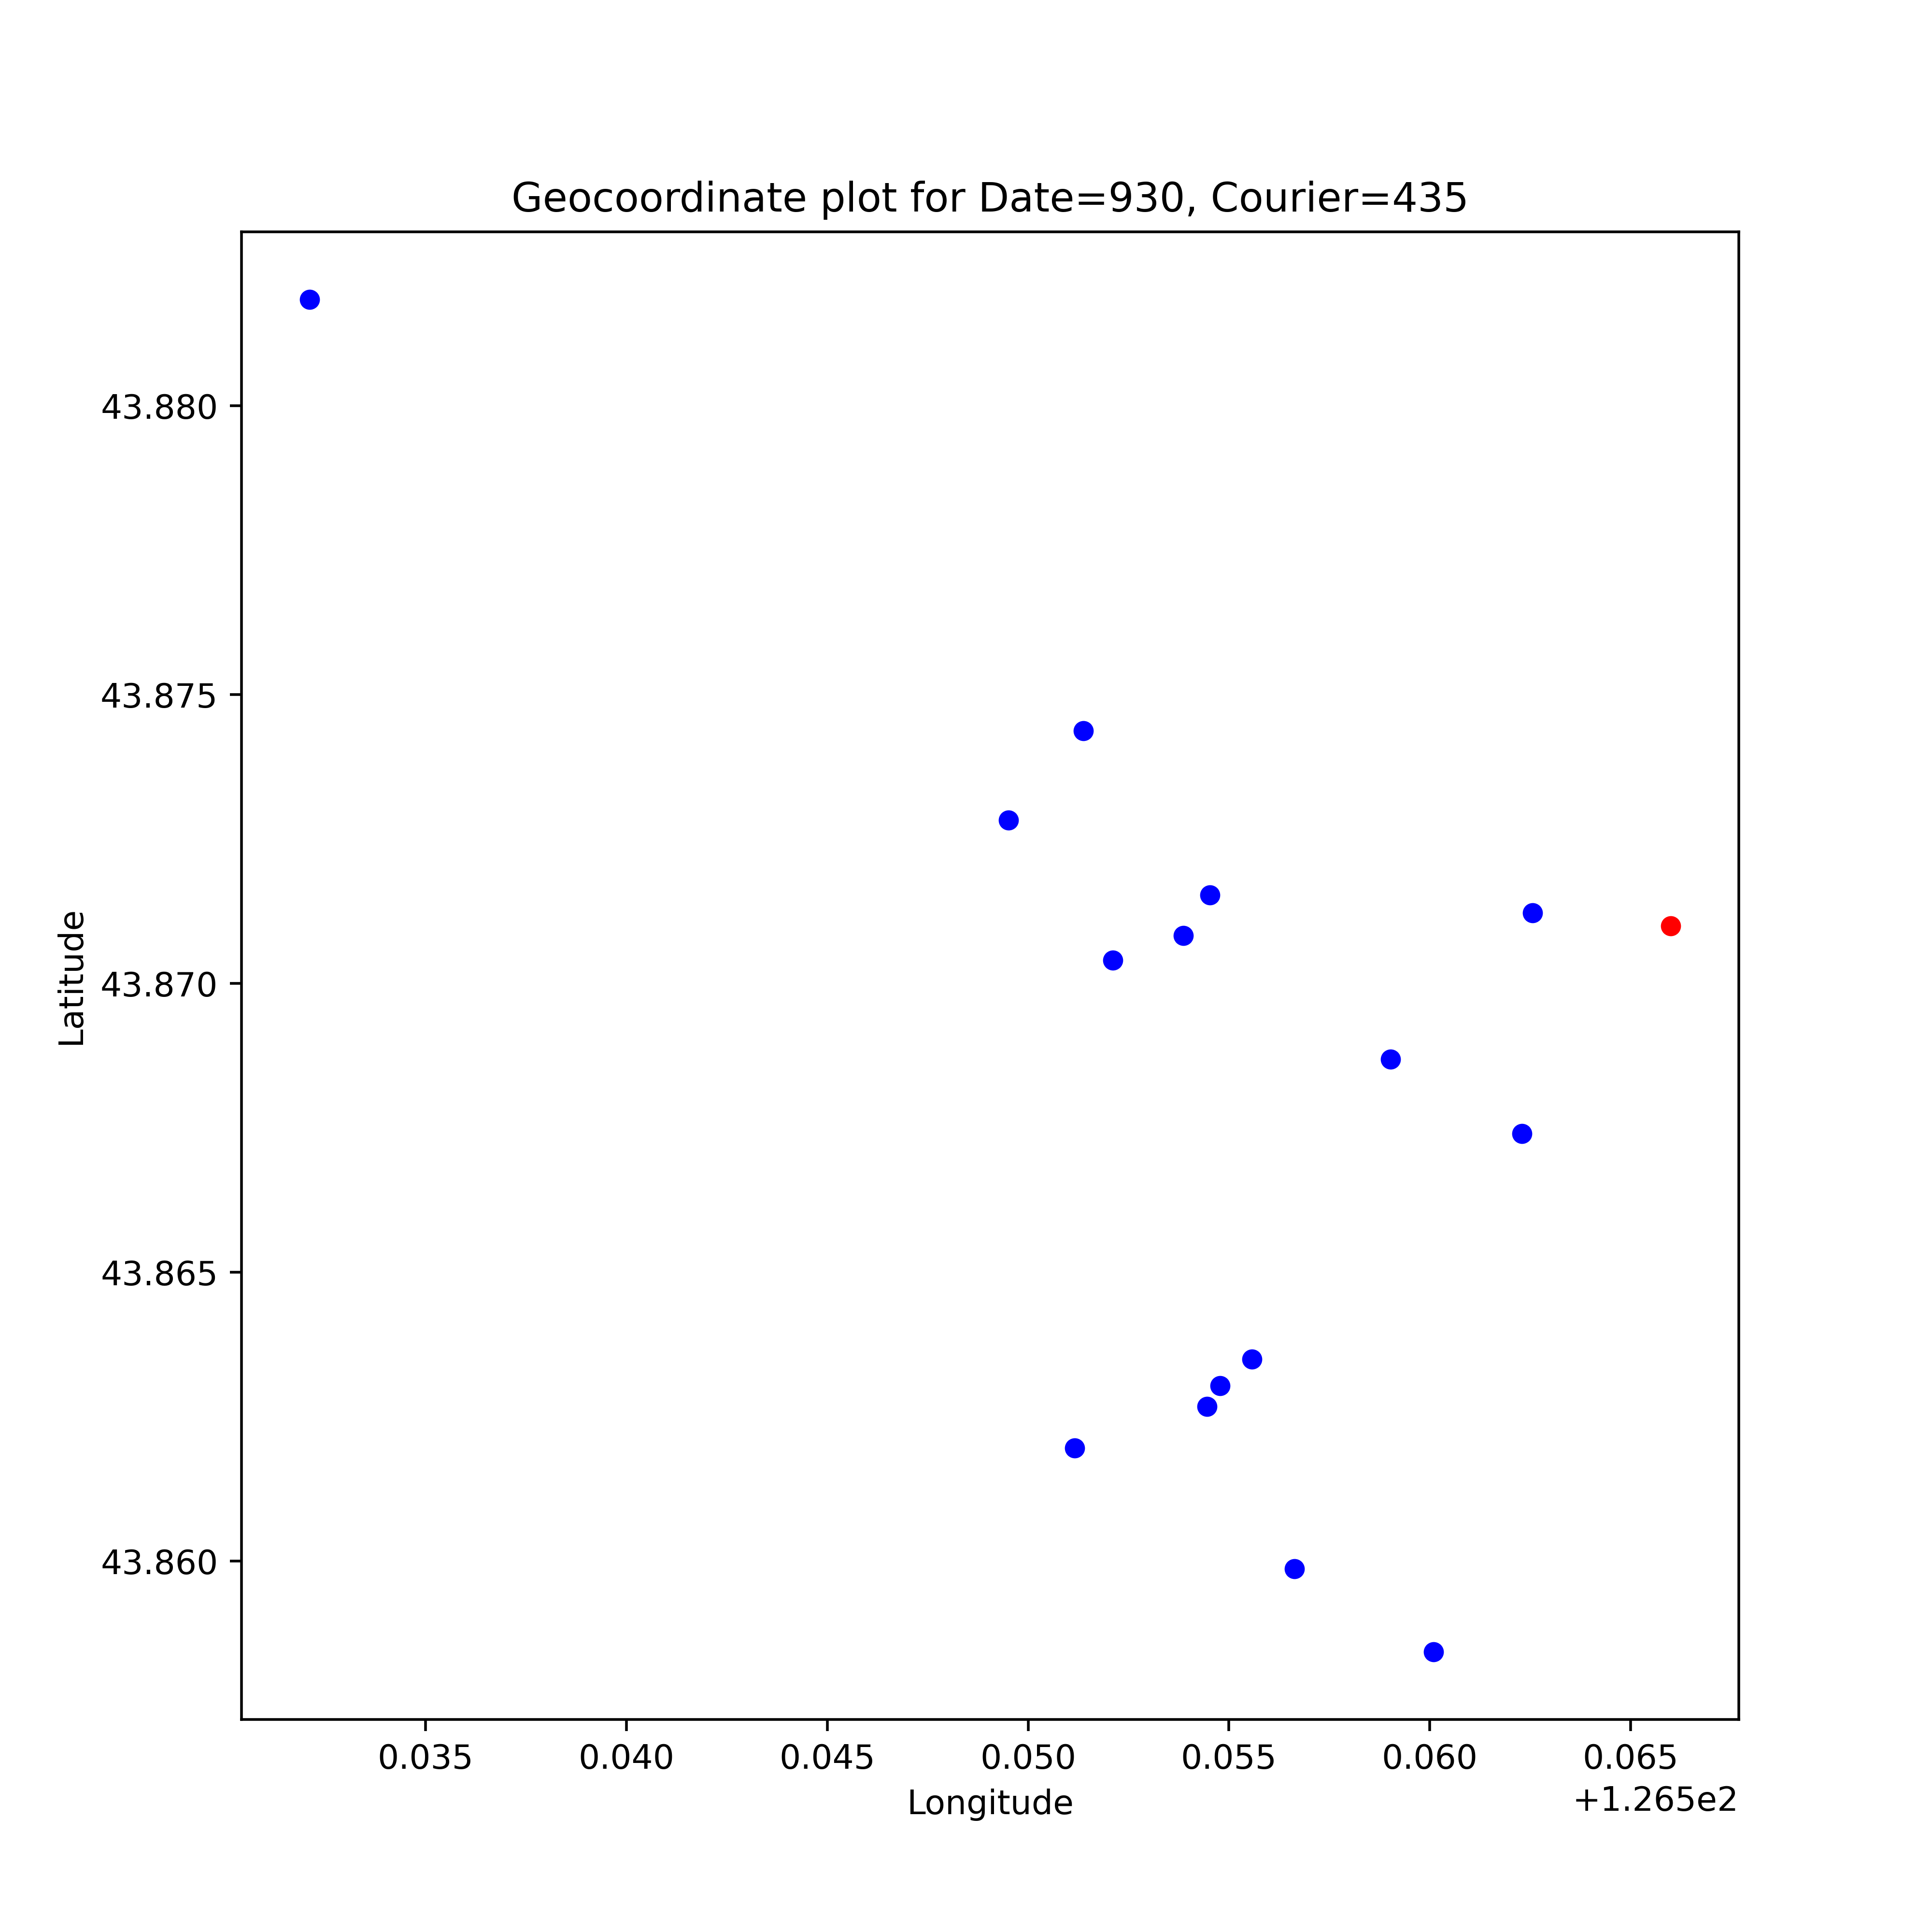 Geocoordinate plot for Date=930, Courier=435
43.880
43.875
43.870
43.865
43.860
Latitude
0.035 0.040 0.045 0.050 0.055 0.060 0.065
+1.265e2
Longitude